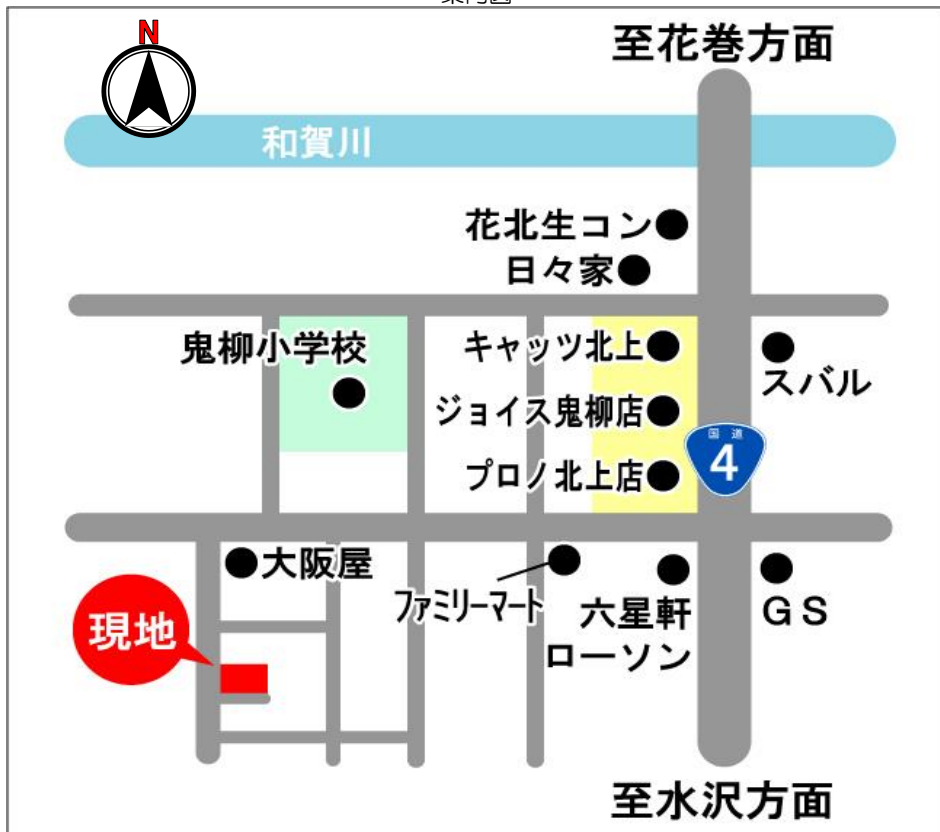 案内図
N
至花巻方面
和賀川
花北生コン
日々家
鬼柳小学校
キャッツ北上
スバル
ジョイス鬼柳店
国道
4
プロノ北上店
大阪屋
ファミリーマート
六星軒
ローソン
GS
現地
至水沢方面